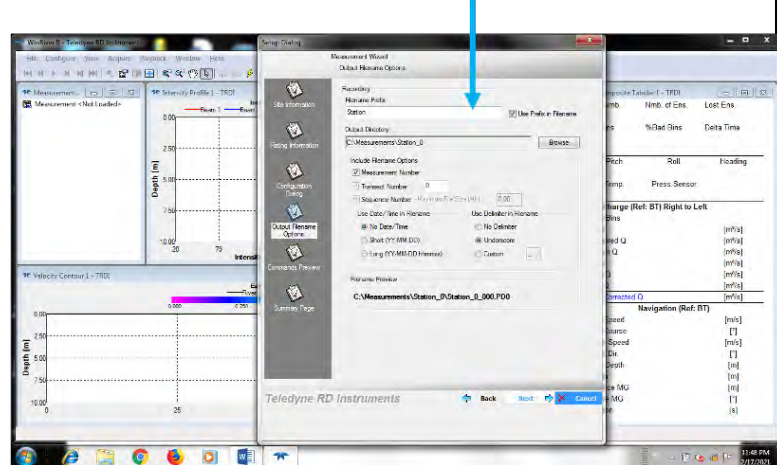 WinRiver II - Teledyne RD Instruments
Setup Dialog
File Configure View Acquire Playback Window Help
Measurement Wizard
Output Filename Options
Measurement...
Measurement <Not Loaded>
Intensity Profile 1 - TRDI
Beam 1
Depth [m]
0.00
2.50
5.00
7.50
10.00
20
75
Velocity Contour 1 - TRDI
0.000
0.250
Depth [m]
0.00
2.50
5.00
7.50
10.00
0
25
Site Information
Rating Information
Configuration Dialog
Output Filename Options
Commands Preview
Summary Page
Recording
Filename Prefix
Station
Use Prefix in Filename
Output Directory
C:\Measurements\Station_0
Browse
Include Filename Options
Measurement Number
Transect Number 0
Sequence Number - Maximum File Size (MB) 0.00
Use Date/Time in Filename
No Date/Time
Short (YY-MM-DD)
Long (YY-MM-DD Hmmss)
Use Delimiter in Filename
No Delimiter
Underscore
Custom
Filename Preview
C:\Measurements\Station_0\Station_0_000.PD0
Teledyne RD Instruments
Back
Next
Cancel
Composite Tabular 1 - TRDI
Nmb. of Ens.
Lost Ens.
%Bad Bins
Delta Time
Pitch
Roll
Heading
Temp.
Press. Sensor
(Ref: BT) Right to Left
Bins
[m³/s]
[m³/s]
[m³/s]
[m³/s]
[m³/s]
[m³/s]
Navigation (Ref: BT)
Speed [m/s]
Course [°]
Speed [m/s]
Dir. [°]
Depth [m]
[m]
MG [m]
MG [°]
[s]
11:48 PM
2/17/2021